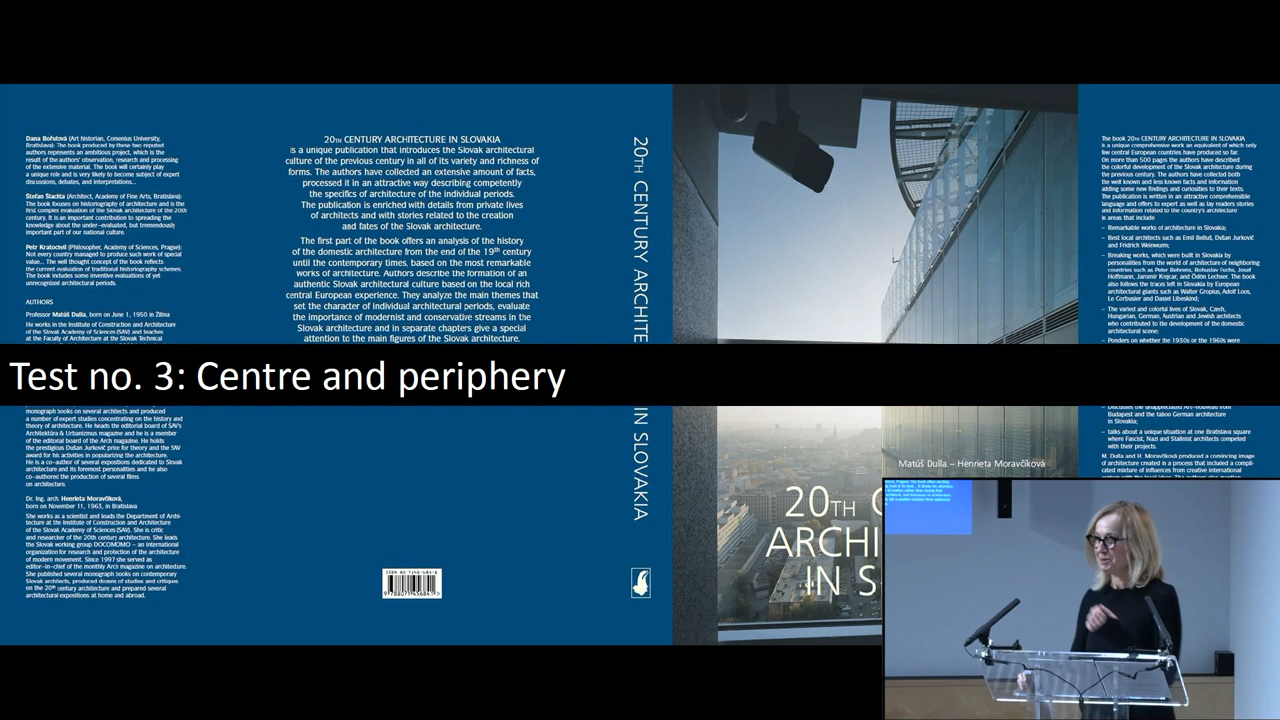 Dana Bořutová (Art historian, Comenius University,
Bratislava): The book produced by these two reputed
authors represents an ambitious project, which is the
result of the authors' observation, research and processing
of the extensive material. The book will certainly play
a unique role and is very likely to become subject of expert
discussions, debates, and interpretations...
Štefan Šlachta (Architect, Academy of Fine Arts, Bratislava):
The book focuses on historiography of architecture and is the
first complex evaluation of the Slovak architecture of the 20th
century. It is an important contribution to spreading the
knowledge about the under-evaluated, but tremendously
important part of our national culture.
Petr Kratochvíl (Philosopher, Academy of Sciences, Prague):
Not every country managed to produce such work of special
value... The well thought concept of the book reflects
the current evaluation of traditional historiography schemes.
The book includes some inventive evaluations of yet
unrecognized architectural periods.
AUTHORS
Professor Matúš Dulla, born on June 1, 1950 in Žilina
He works in the Institute of Construction and Architecture
of the Slovak Academy of Sciences (SAV) and teaches
at the Faculty of Architecture at the Slovak Technical
monograph books on several architects and produced
a number of expert studies concentrating on the history and
theory of architecture. He heads the editorial board of SAV's
Architektúra & Urbanizmus magazine and he is a member
of the editorial board of the Arch magazine. He holds
the prestigious Dušan Jurkovič prize for theory and the SAV
award for his activities in popularizing the architecture.
He is a co-author of several expositions dedicated to Slovak
architecture and its foremost personalities and he also
co-authored the production of several films
on architecture.
Dr. Ing. arch. Henrieta Moravčíková,
born on November 11, 1963, in Bratislava
She works as a scientist and leads the Department of Archi-
tecture at the Institute of Construction and Architecture
of the Slovak Academy of Sciences (SAV). She is critic
and researcher of the 20th century architecture. She leads
the Slovak working group DOCOMOMO – an international
organization for research and protection of the architecture
of modern movement. Since 1997 she served as
editor-in-chief of the monthly Arch magazine on architecture.
She published several monograph books on contemporary
Slovak architects, produced dozens of studies and critiques
on the 20th century architecture and prepared several
architectural expositions at home and abroad.
20TH CENTURY ARCHITECTURE IN SLOVAKIA
is a unique publication that introduces the Slovak architectural
culture of the previous century in all of its variety and richness of
forms. The authors have collected an extensive amount of facts,
processed it in an attractive way describing competently
the specifics of architecture of the individual periods.
The publication is enriched with details from private lives
of architects and with stories related to the creation
and fates of the Slovak architecture.
The first part of the book offers an analysis of the history
of the domestic architecture from the end of the 19th century
until the contemporary times, based on the most remarkable
works of architecture. Authors describe the formation of an
authentic Slovak architectural culture based on the local rich
central European experience. They analyze the main themes that
set the character of individual architectural periods, evaluate
the importance of modernist and conservative streams in the
Slovak architecture and in separate chapters give a special
attention to the main figures of the Slovak architecture.
20TH CENTURY ARCHITE
IN SLOVAKIA
Test no. 3: Centre and periphery
Matúš Dulla – Henrieta Moravčíková
20TH
ARCHI
IN S
The book 20TH CENTURY ARCHITECTURE IN SLOVAKIA
is a unique comprehensive work an equivalent of which only
few central European countries have produced so far.
On more than 500 pages the authors have described
the colorful development of the Slovak architecture during
the previous century. The authors have collected both
the well known and less known facts and information
adding some new findings and curiosities to their texts.
The publication is written in an attractive comprehensible
language and offers to expert as well as lay readers stories
and information related to the country's architecture
in areas that include
– Remarkable works of architecture in Slovakia;
– Best local architects such as Emil Belluš, Dušan Jurkovič
and Fridrich Weinwurm;
– Breaking works, which were built in Slovakia by
personalities from the world of architecture of neighboring
countries such as Peter Behrens, Bohuslav Fuchs, Josef
Hoffmann, Jaromír Krejcar, and Ödön Lechner. The book
also follows the traces left in Slovakia by European
architectural giants such as Walter Gropius, Adolf Loos,
Le Corbusier and Daniel Libeskind;
– The varied and colorful lives of Slovak, Czech,
Hungarian, German, Austrian and Jewish architects
who contributed to the development of the domestic
architectural scene;
– Ponders on whether the 1930s or the 1960s were
– Discusses the unappreciated Art-nouveau from
Budapest and the taboo German architecture
in Slovakia;
– talks about a unique situation at one Bratislava square
where Fascist, Nazi and Stalinist architects competed
with their projects.
M. Dulla and H. Moravčíková produced a convincing image
of architecture created in a process that included a compli-
cated mixture of influences from creative international